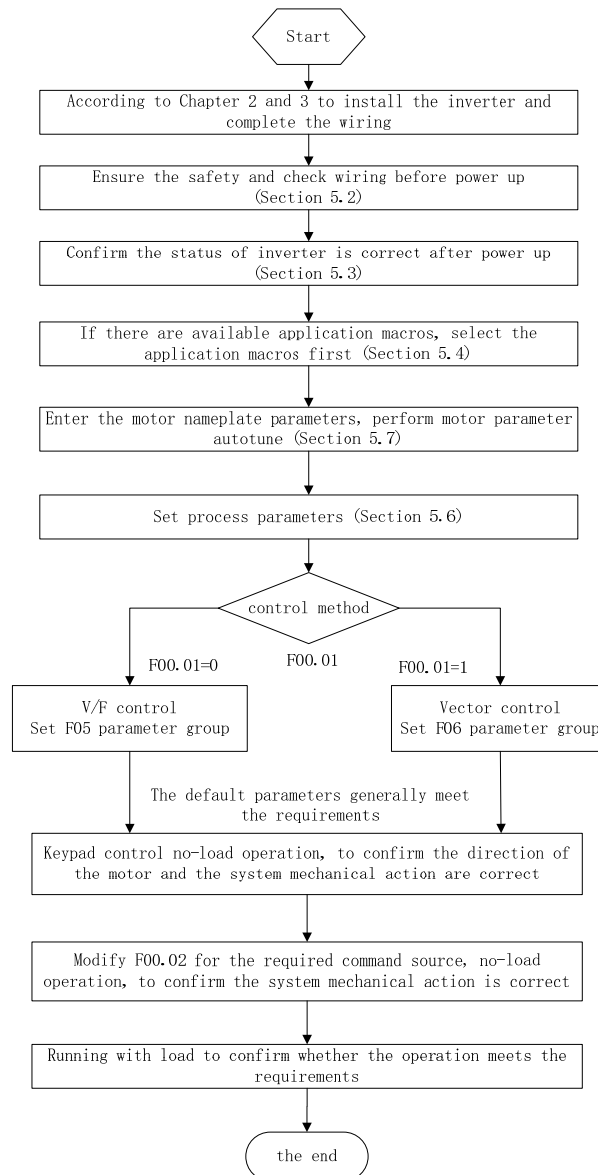 Start
According to Chapter 2 and 3 to install the inverter and
complete the wiring
Ensure the safety and check wiring before power up
(Section 5.2)
Confirm the status of inverter is correct after power up
(Section 5.3)
If there are available application macros, select the
application macros first (Section 5.4)
Enter the motor nameplate parameters, perform motor parameter
autotune (Section 5.7)
Set process parameters (Section 5.6)
control method
F00.01=0
F00.01
F00.01=1
V/F control
Set F05 parameter group
Vector control
Set F06 parameter group
The default parameters generally meet
the requirements
Keypad control no-load operation, to confirm the direction of
the motor and the system mechanical action are correct
Modify F00.02 for the required command source, no-load
operation, to confirm the system mechanical action is correct
Running with load to confirm whether the operation meets the
requirements
the end